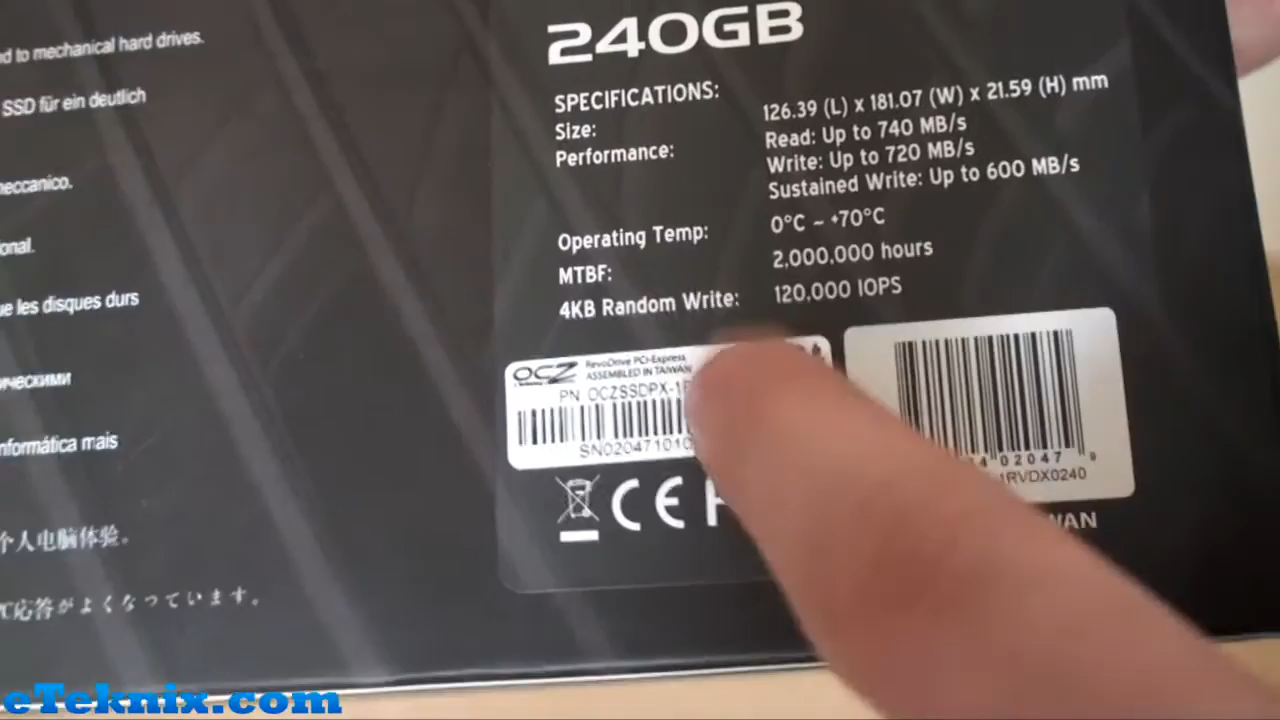 nd to mechanical hard drives.
SSD für ein deutlich
meccanico.
onal.
ue les disques durs
ическими
nformática mais
个人电脑体验。
C応答がよくなっています。
240GB
SPECIFICATIONS:
Size: 126.39 (L) x 181.07 (W) x 21.59 (H) mm
Performance: Read: Up to 740 MB/s
Write: Up to 720 MB/s
Sustained Write: Up to 600 MB/s
Operating Temp: 0°C ~ +70°C
MTBF: 2,000,000 hours
4KB Random Write: 120,000 IOPS
OCZ RevoDrive PCI-Express
ASSEMBLED IN TAIWAN
PN OCZSSDPX-1
SN020471010
4 02047 9
1RVDX0240
CE F
WAN
eTeknix.com